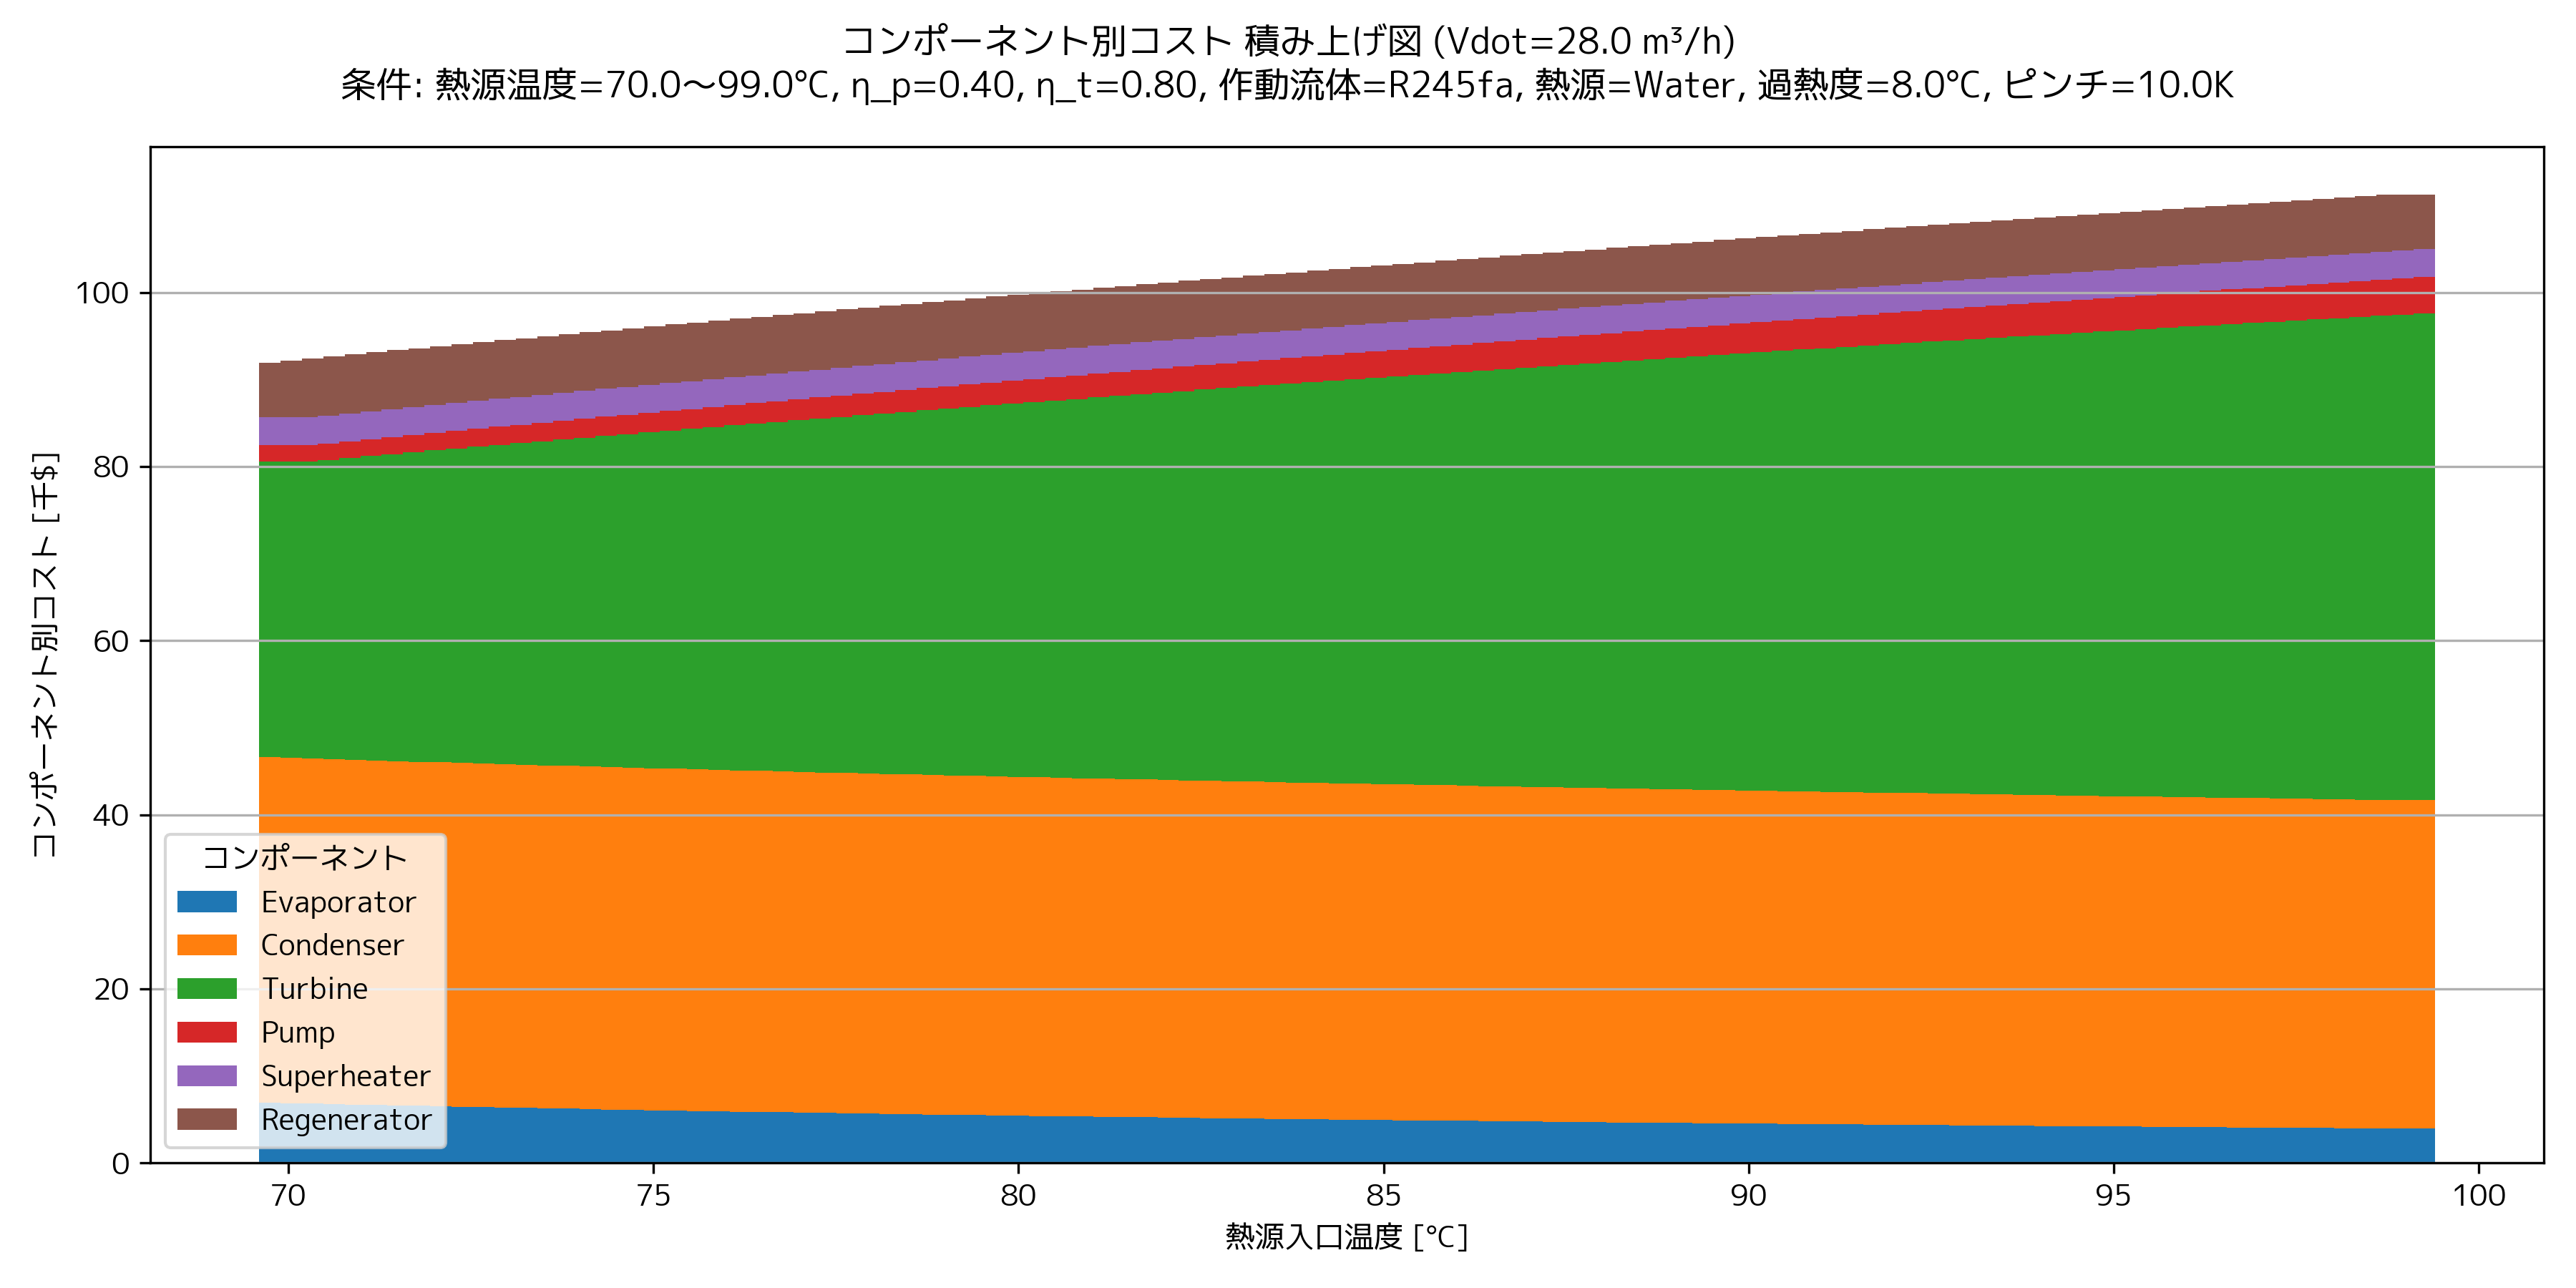 コンポーネント別コスト 積み上げ図 (Vdot=28.0 m³/h)
条件: 熱源温度=70.0～99.0°C, η_p=0.40, η_t=0.80, 作動流体=R245fa, 熱源=Water, 過熱度=8.0°C, ピンチ=10.0K
コンポーネント別コスト [千$]
100
80
60
40
20
0
コンポーネント
Evaporator
Condenser
Turbine
Pump
Superheater
Regenerator
70
75
80
85
90
95
100
熱源入口温度 [°C]